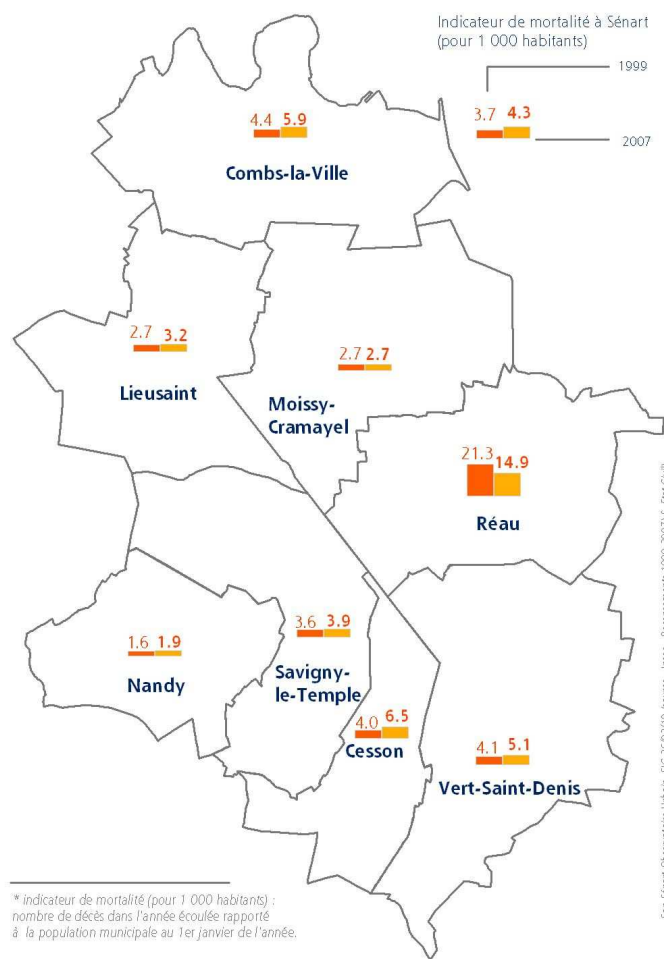 Indicateur de mortalité à Sénart
(pour 1 000 habitants)
1999
3.7 4.3
2007
4.4 5.9
Combs-la-Ville
2.7 3.2
Lieusaint
2.7 2.7
Moissy-
Cramayel
21.3 14.9
Réau
1.6 1.9
Nandy
3.6 3.9
Savigny-
le-Temple
4.0 6.5
Cesson
4.1 5.1
Vert-Saint-Denis
* indicateur de mortalité (pour 1 000 habitants) :
nombre de décès dans l'année écoulée rapporté
à la population municipale au 1er janvier de l'année.